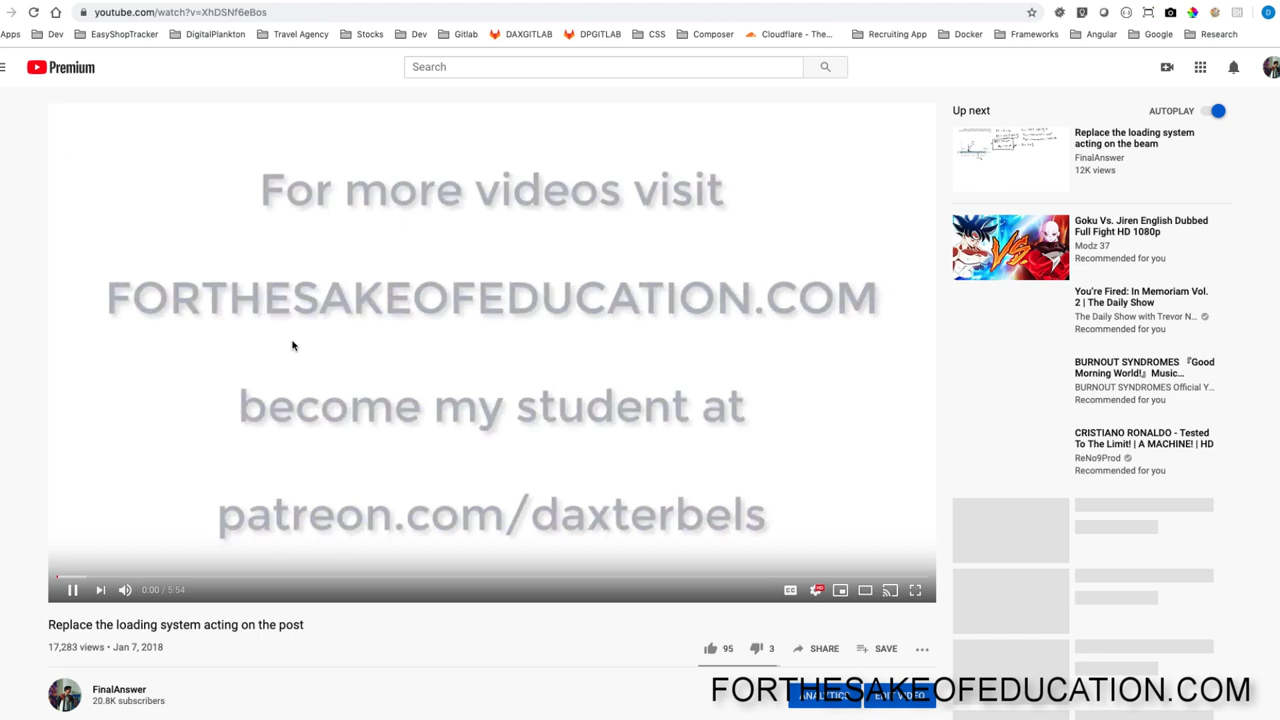 youtube.com/watch?v=XhDSNf6eBos
Apps Dev EasyShopTracker DigitalPlankton Travel Agency Stocks Dev Gitlab DAXGITLAB DPGITLAB CSS Composer Cloudflare - The... Recruiting App Docker Frameworks Angular Google Research
Premium
Search
For more videos visit
FORTHESAKEOFEDUCATION.COM
become my student at
patreon.com/daxterbels
0:00 / 5:54
CC
HD
Replace the loading system acting on the post
17,283 views • Jan 7, 2018
95 3 SHARE SAVE
FinalAnswer
20.8K subscribers
ANALYTICS EDIT VIDEO
Up next AUTOPLAY
Replace the loading system
acting on the beam
FinalAnswer
12K views
VS
Goku Vs. Jiren English Dubbed
Full Fight HD 1080p
Modz 37
Recommended for you
You're Fired: In Memoriam Vol.
2 | The Daily Show
The Daily Show with Trevor N...
Recommended for you
BURNOUT SYNDROMES 『Good
Morning World!』 Music...
BURNOUT SYNDROMES Official Y...
Recommended for you
CRISTIANO RONALDO - Tested
To The Limit! | A MACHINE! | HD
ReNo9Prod
Recommended for you
FORTHESAKEOFEDUCATION.COM